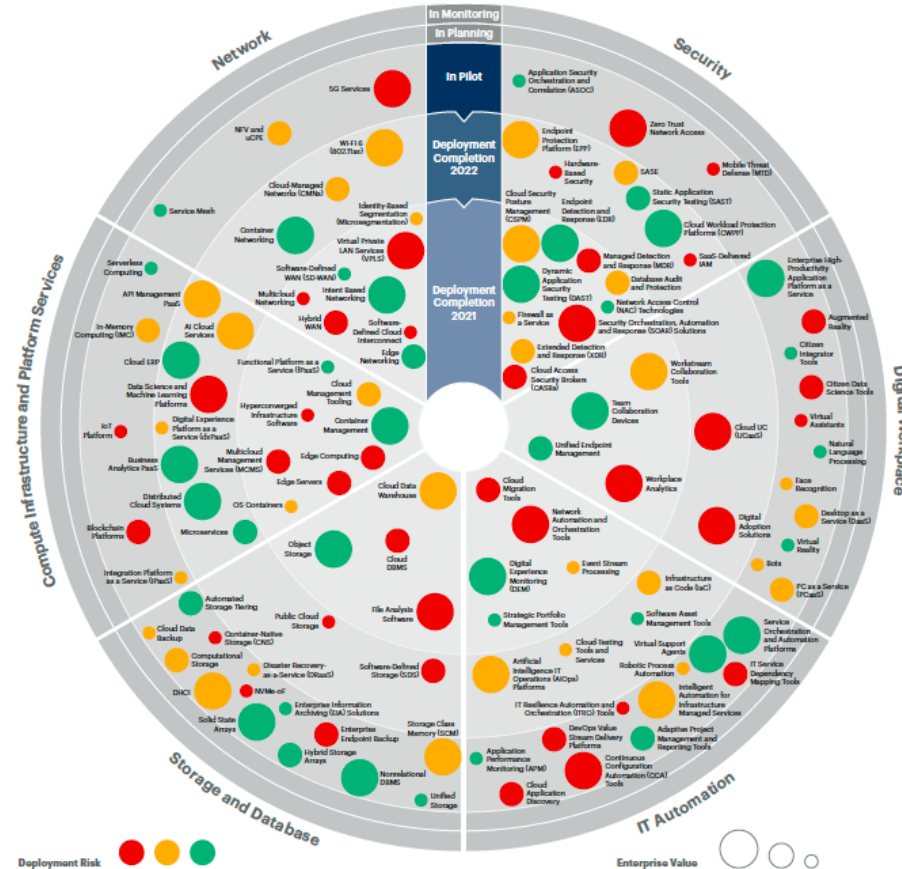 In Monitoring
In Planning
In Pilot
Deployment
Completion
2022
Deployment
Completion
2021
Network
5G Services
NFV and
uCPE
Wi-Fi 6
(802.11ax)
Cloud-Managed
Networks (CMNs)
Identity-Based
Segmentation
(Microsegmentation)
Service Mesh
Container
Networking
Virtual Private
LAN Services
(VPLS)
Software-Defined
WAN (SD-WAN)
Multicloud
Networking
Intent Based
Networking
Hybrid
WAN
Software-
Defined Cloud
Interconnect
Edge
Networking
Security
Application Security
Orchestration and
Correlation (ASOC)
Zero Trust
Network Access
Endpoint
Protection
Platform (EPP)
Hardware-
Based
Security
SASE
Mobile Threat
Defense (MTD)
Static Application
Security Testing (SAST)
Cloud Security
Posture
Management
(CSPM)
Endpoint
Detection and
Response (EDR)
Cloud Workload Protection
Platforms (CWPP)
Managed Detection
and Response (MDR)
SaaS-Delivered
IAM
Dynamic
Application
Security
Testing (DAST)
Database Audit and
Protection
Network Access Control
(NAC) Technologies
Firewall as
a Service
Security Orchestration, Automation
and Response (SOAR) Solutions
Extended Detection
and Response (XDR)
Cloud Access
Security Brokers
(CASBs)
Digital Workplace
Enterprise High-
Productivity
Application
Platform as a
Service
Augmented
Reality
Citizen
Integrator
Tools
Workstream
Collaboration
Tools
Citizen Data
Science Tools
Team
Collaboration
Devices
Cloud UC
(UCaaS)
Virtual
Assistants
Unified Endpoint
Management
Natural
Language
Processing
Workplace
Analytics
Face
Recognition
Digital
Adoption
Solutions
Desktop as a
Service (DaaS)
Virtual
Reality
Bots
PC as a Service
(PCaaS)
IT Automation
Cloud
Migration
Tools
Network
Automation and
Orchestration
Tools
Digital
Experience
Monitoring
(DEM)
Event Stream
Processing
Infrastructure
as Code (IaC)
Strategic Portfolio
Management Tools
Software Asset
Management Tools
Service
Orchestration
and Automation
Platforms
Cloud-Testing
Tools and
Services
Virtual Support
Agents
Robotic Process
Automation
IT Service
Dependency
Mapping Tools
Artificial
Intelligence IT
Operations (AIOps)
Platforms
Intelligent
Automation for
Infrastructure
Managed Services
IT Resilience Automation and
Orchestration (ITRO) Tools
DevOps Value
Stream Delivery
Platforms
Adaptive Project
Management and
Reporting Tools
Application
Performance
Monitoring (APM)
Continuous
Configuration
Automation (CCA)
Tools
Cloud
Application
Discovery
Storage and Database
Cloud Data
Warehouse
Object
Storage
Cloud
DBMS
File Analysis
Software
Public Cloud
Storage
Automated
Storage Tiering
Cloud Data
Backup
Container-Native
Storage (CNS)
Computational
Storage
Disaster Recovery-
as-a-Service (DRaaS)
Software-Defined
Storage (SDS)
DHCI
NVMe-oF
Solid State
Arrays
Enterprise Information
Archiving (EIA) Solutions
Enterprise
Endpoint Backup
Storage Class
Memory (SCM)
Hybrid Storage
Arrays
Nonrelational
DBMS
Unified
Storage
Compute Infrastructure and Platform Services
Serverless
Computing
API Management
PaaS
In-Memory
Computing (IMC)
AI Cloud
Services
Cloud ERP
Functional Platform as a
Service (fPaaS)
Data Science and
Machine Learning
Platforms
Cloud
Management
Tooling
Hyperconverged
Infrastructure
Software
Container
Management
IoT
Platform
Digital Experience
Platform as a
Service (dxPaaS)
Business
Analytics PaaS
Multicloud
Management
Services (MCMS)
Edge Computing
Edge Servers
Distributed
Cloud Systems
OS Containers
Blockchain
Platforms
Microservices
Integration Platform
as a Service (iPaaS)
Deployment Risk
Enterprise Value